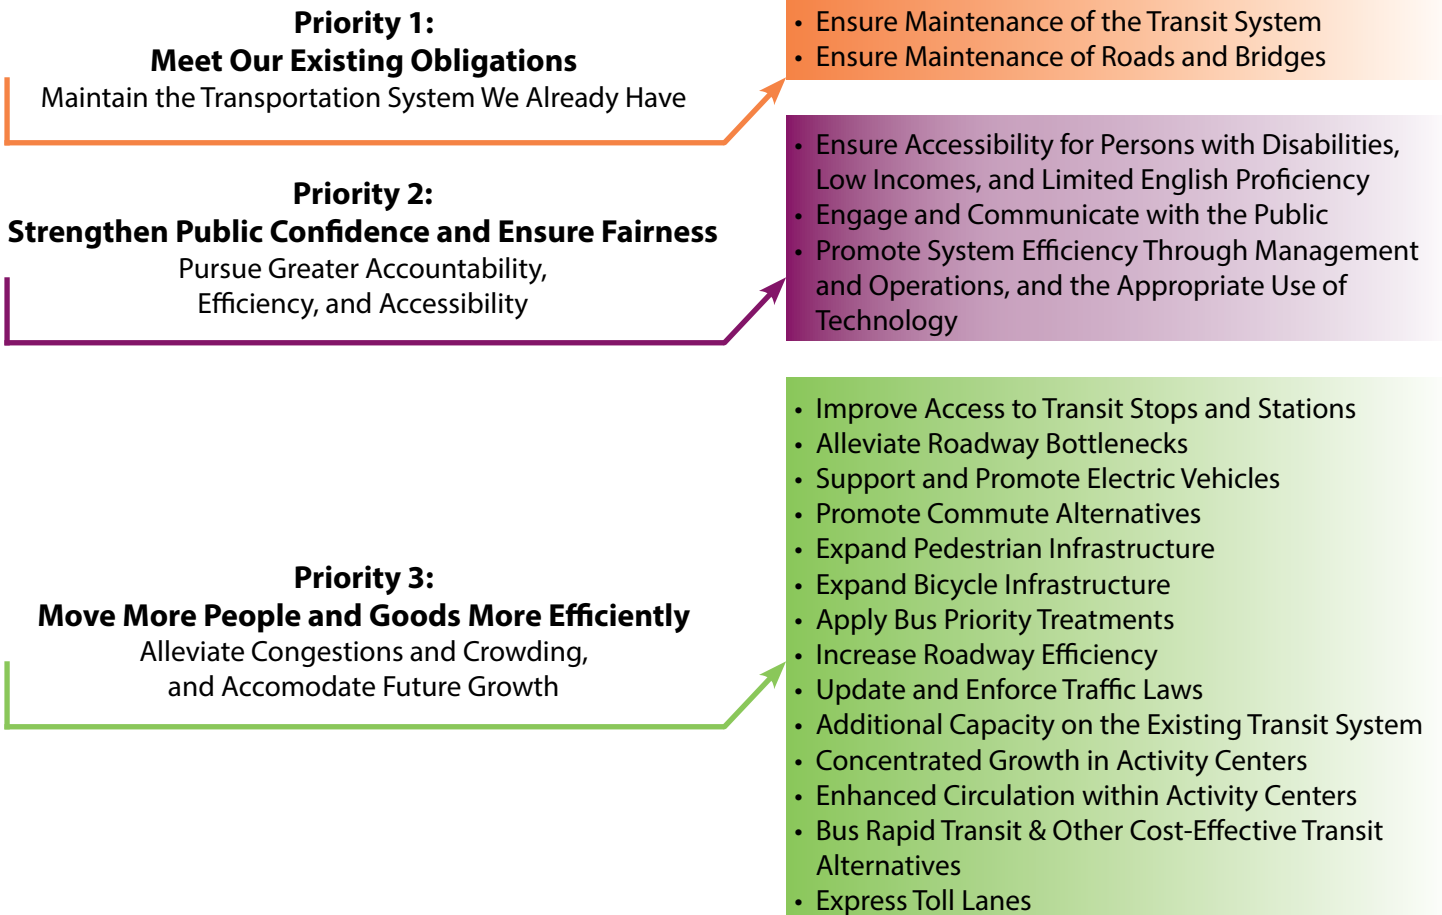 Priority 1:
Meet Our Existing Obligations
Maintain the Transportation System We Already Have
• Ensure Maintenance of the Transit System
• Ensure Maintenance of Roads and Bridges
Priority 2:
Strengthen Public Confidence and Ensure Fairness
Pursue Greater Accountability,
Efficiency, and Accessibility
• Ensure Accessibility for Persons with Disabilities,
Low Incomes, and Limited English Proficiency
• Engage and Communicate with the Public
• Promote System Efficiency Through Management
and Operations, and the Appropriate Use of
Technology
Priority 3:
Move More People and Goods More Efficiently
Alleviate Congestions and Crowding,
and Accomodate Future Growth
• Improve Access to Transit Stops and Stations
• Alleviate Roadway Bottlenecks
• Support and Promote Electric Vehicles
• Promote Commute Alternatives
• Expand Pedestrian Infrastructure
• Expand Bicycle Infrastructure
• Apply Bus Priority Treatments
• Increase Roadway Efficiency
• Update and Enforce Traffic Laws
• Additional Capacity on the Existing Transit System
• Concentrated Growth in Activity Centers
• Enhanced Circulation within Activity Centers
• Bus Rapid Transit & Other Cost-Effective Transit
Alternatives
• Express Toll Lanes